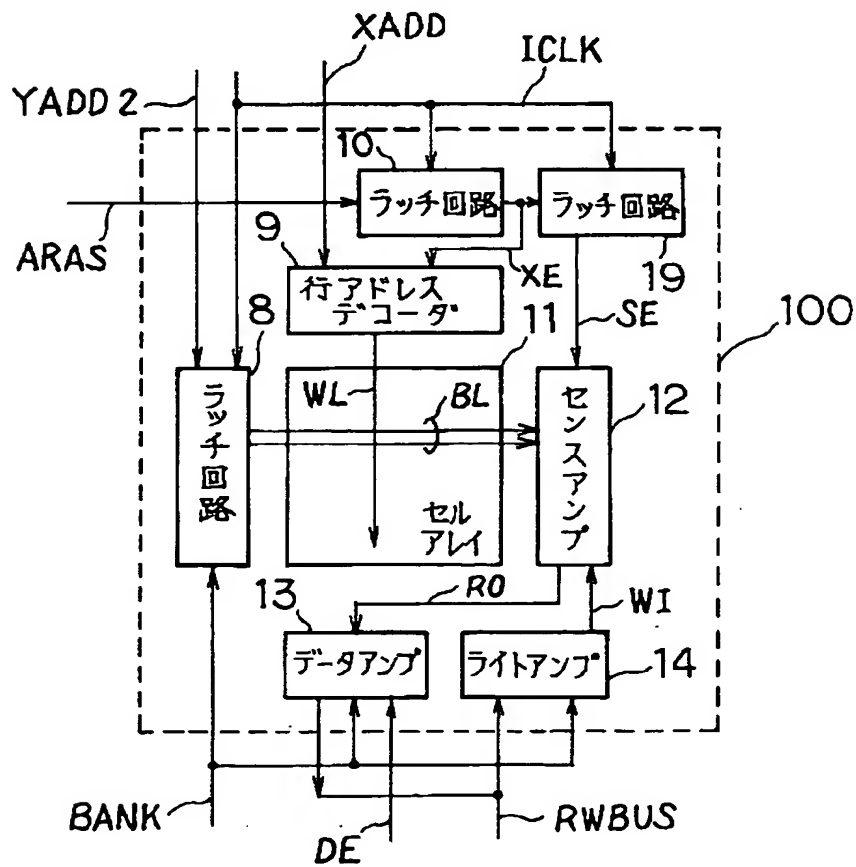 XADD
ICLK
YADD 2
10
ラッチ回路
ラッチ回路
ARAS
9
XE
19
行アドレス
デコーダ
SE
100
8
11
ラッチ回路
WL
BL
12
センスアンプ
セル
アレイ
13
RO
WI
データアンプ
ライトアンプ
14
BANK
DE
RWBUS